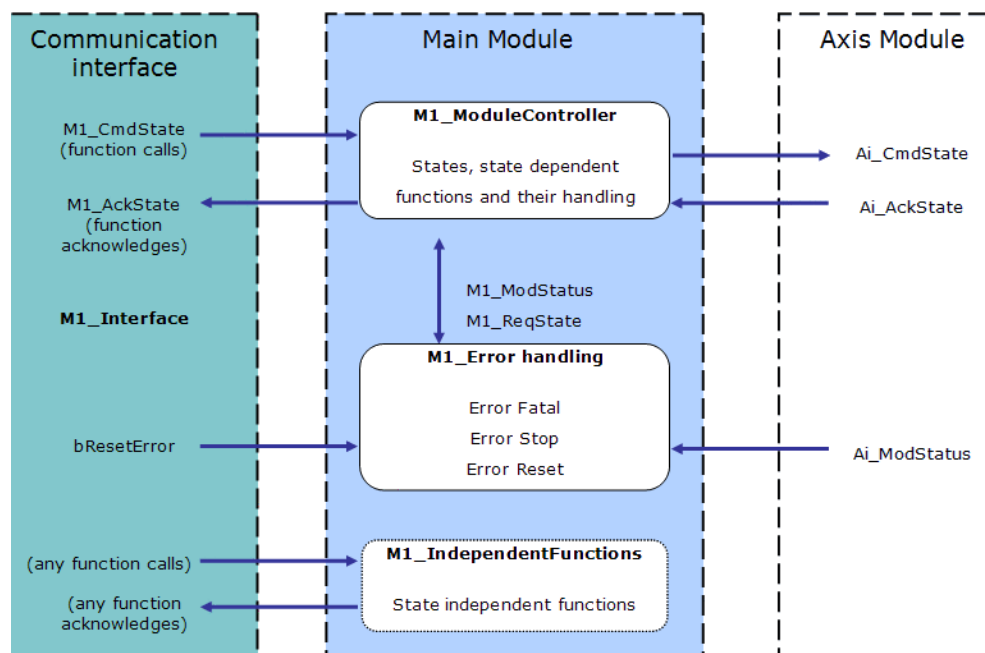 Communication
interface
M1_CmdState
(function calls)
M1_AckState
(function
acknowledges)
M1_Interface
bResetError
(any function calls)
(any function
acknowledges)
Main Module
M1_ModuleController
States, state dependent
functions and their handling
M1_ModStatus
M1_ReqState
M1_Error handling
Error Fatal
Error Stop
Error Reset
M1_IndependentFunctions
State independent functions
Axis Module
Ai_CmdState
Ai_AckState
Ai_ModStatus